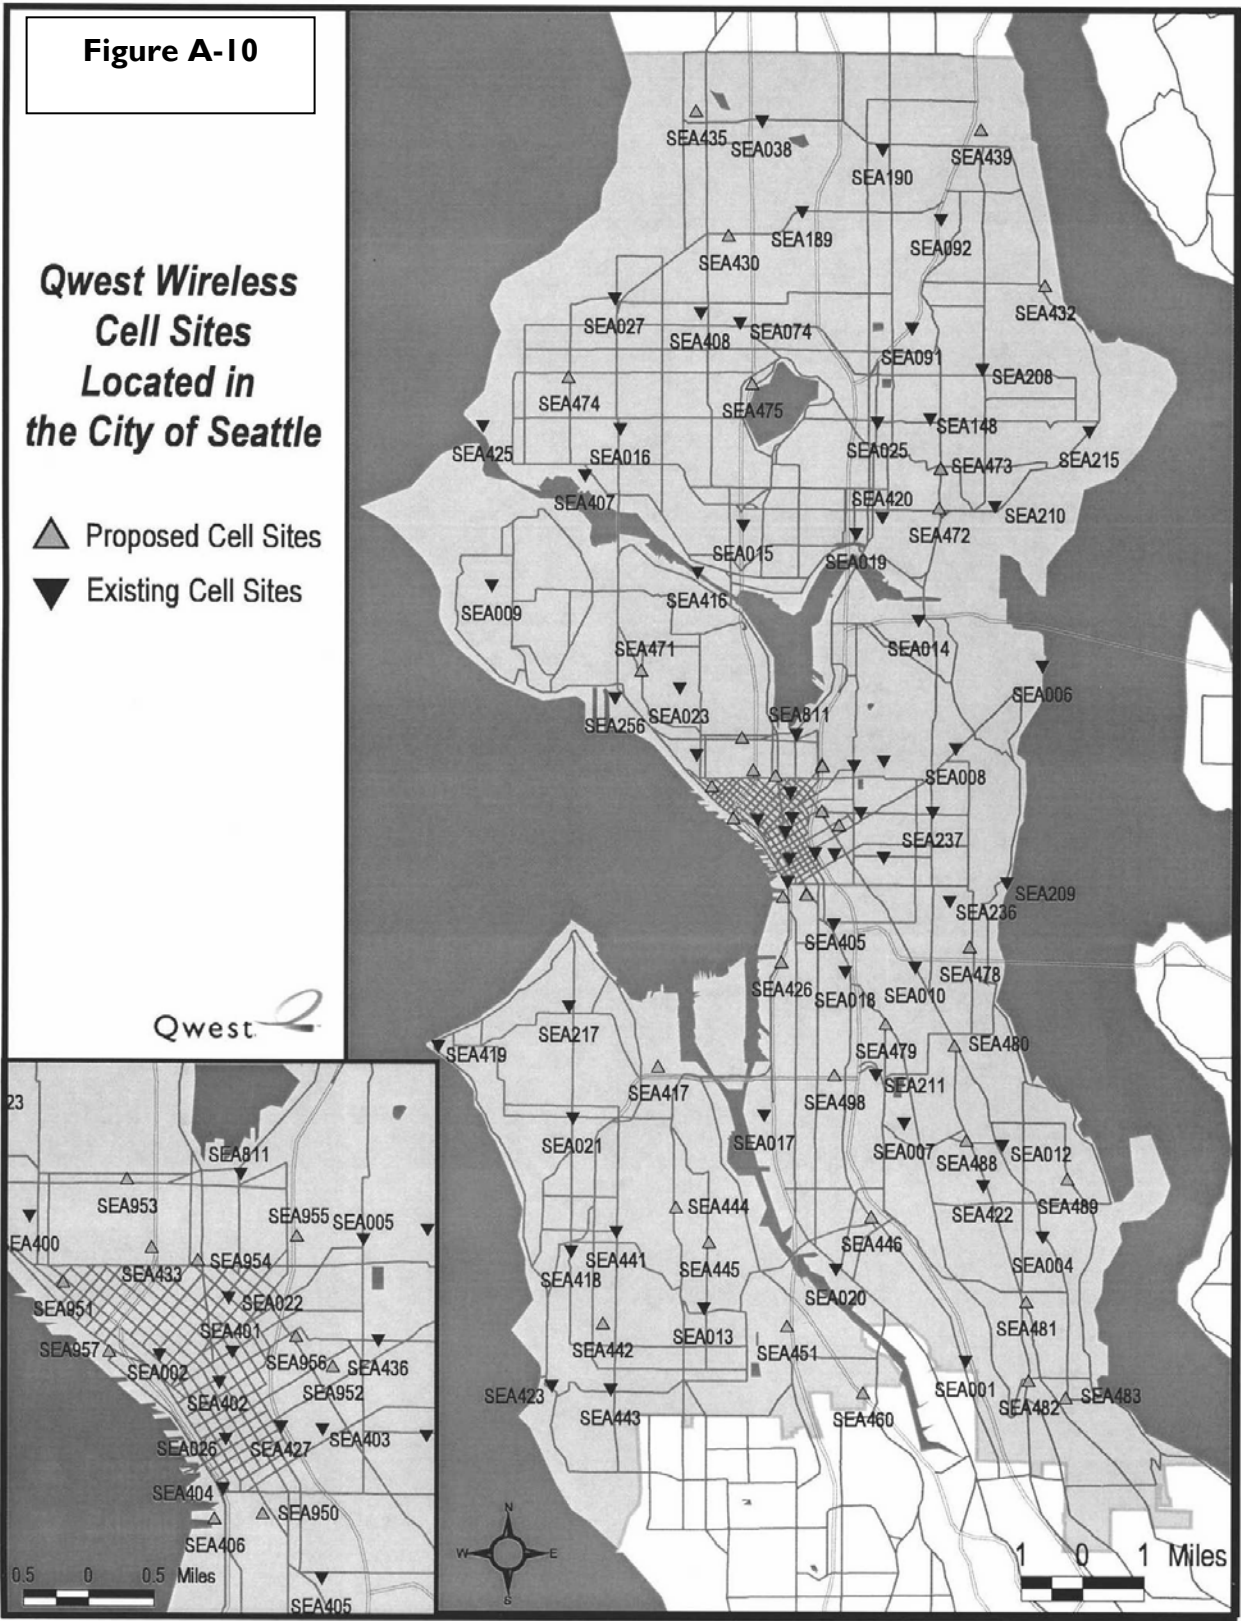 Figure A-10
Qwest Wireless
Cell Sites
Located in
the City of Seattle
Proposed Cell Sites
Existing Cell Sites
Qwest
SEA435
SEA038
SEA439
SEA190
SEA189
SEA092
SEA430
SEA432
SEA027
SEA408
SEA074
SEA091
SEA208
SEA474
SEA475
SEA148
SEA425
SEA016
SEA025
SEA473
SEA215
SEA407
SEA420
SEA210
SEA472
SEA015
SEA019
SEA009
SEA416
SEA471
SEA014
SEA006
SEA256
SEA023
SEA811
SEA008
SEA237
SEA209
SEA236
SEA405
SEA478
SEA426
SEA018
SEA010
SEA217
SEA419
SEA479
SEA480
SEA417
SEA211
SEA498
SEA021
SEA017
SEA007
SEA488
SEA012
SEA444
SEA489
SEA422
SEA441
SEA446
SEA418
SEA445
SEA004
SEA020
SEA442
SEA013
SEA451
SEA481
SEA423
SEA443
SEA460
SEA001
SEA482
SEA483
N
W E
S
1 0 1 Miles
23
SEA811
SEA953
SEA955
SEA005
EA400
SEA433
SEA954
SEA951
SEA022
SEA401
SEA957
SEA002
SEA956
SEA436
SEA402
SEA952
SEA026
SEA427
SEA403
SEA404
SEA950
SEA406
0.5 0 0.5 Miles
SEA405